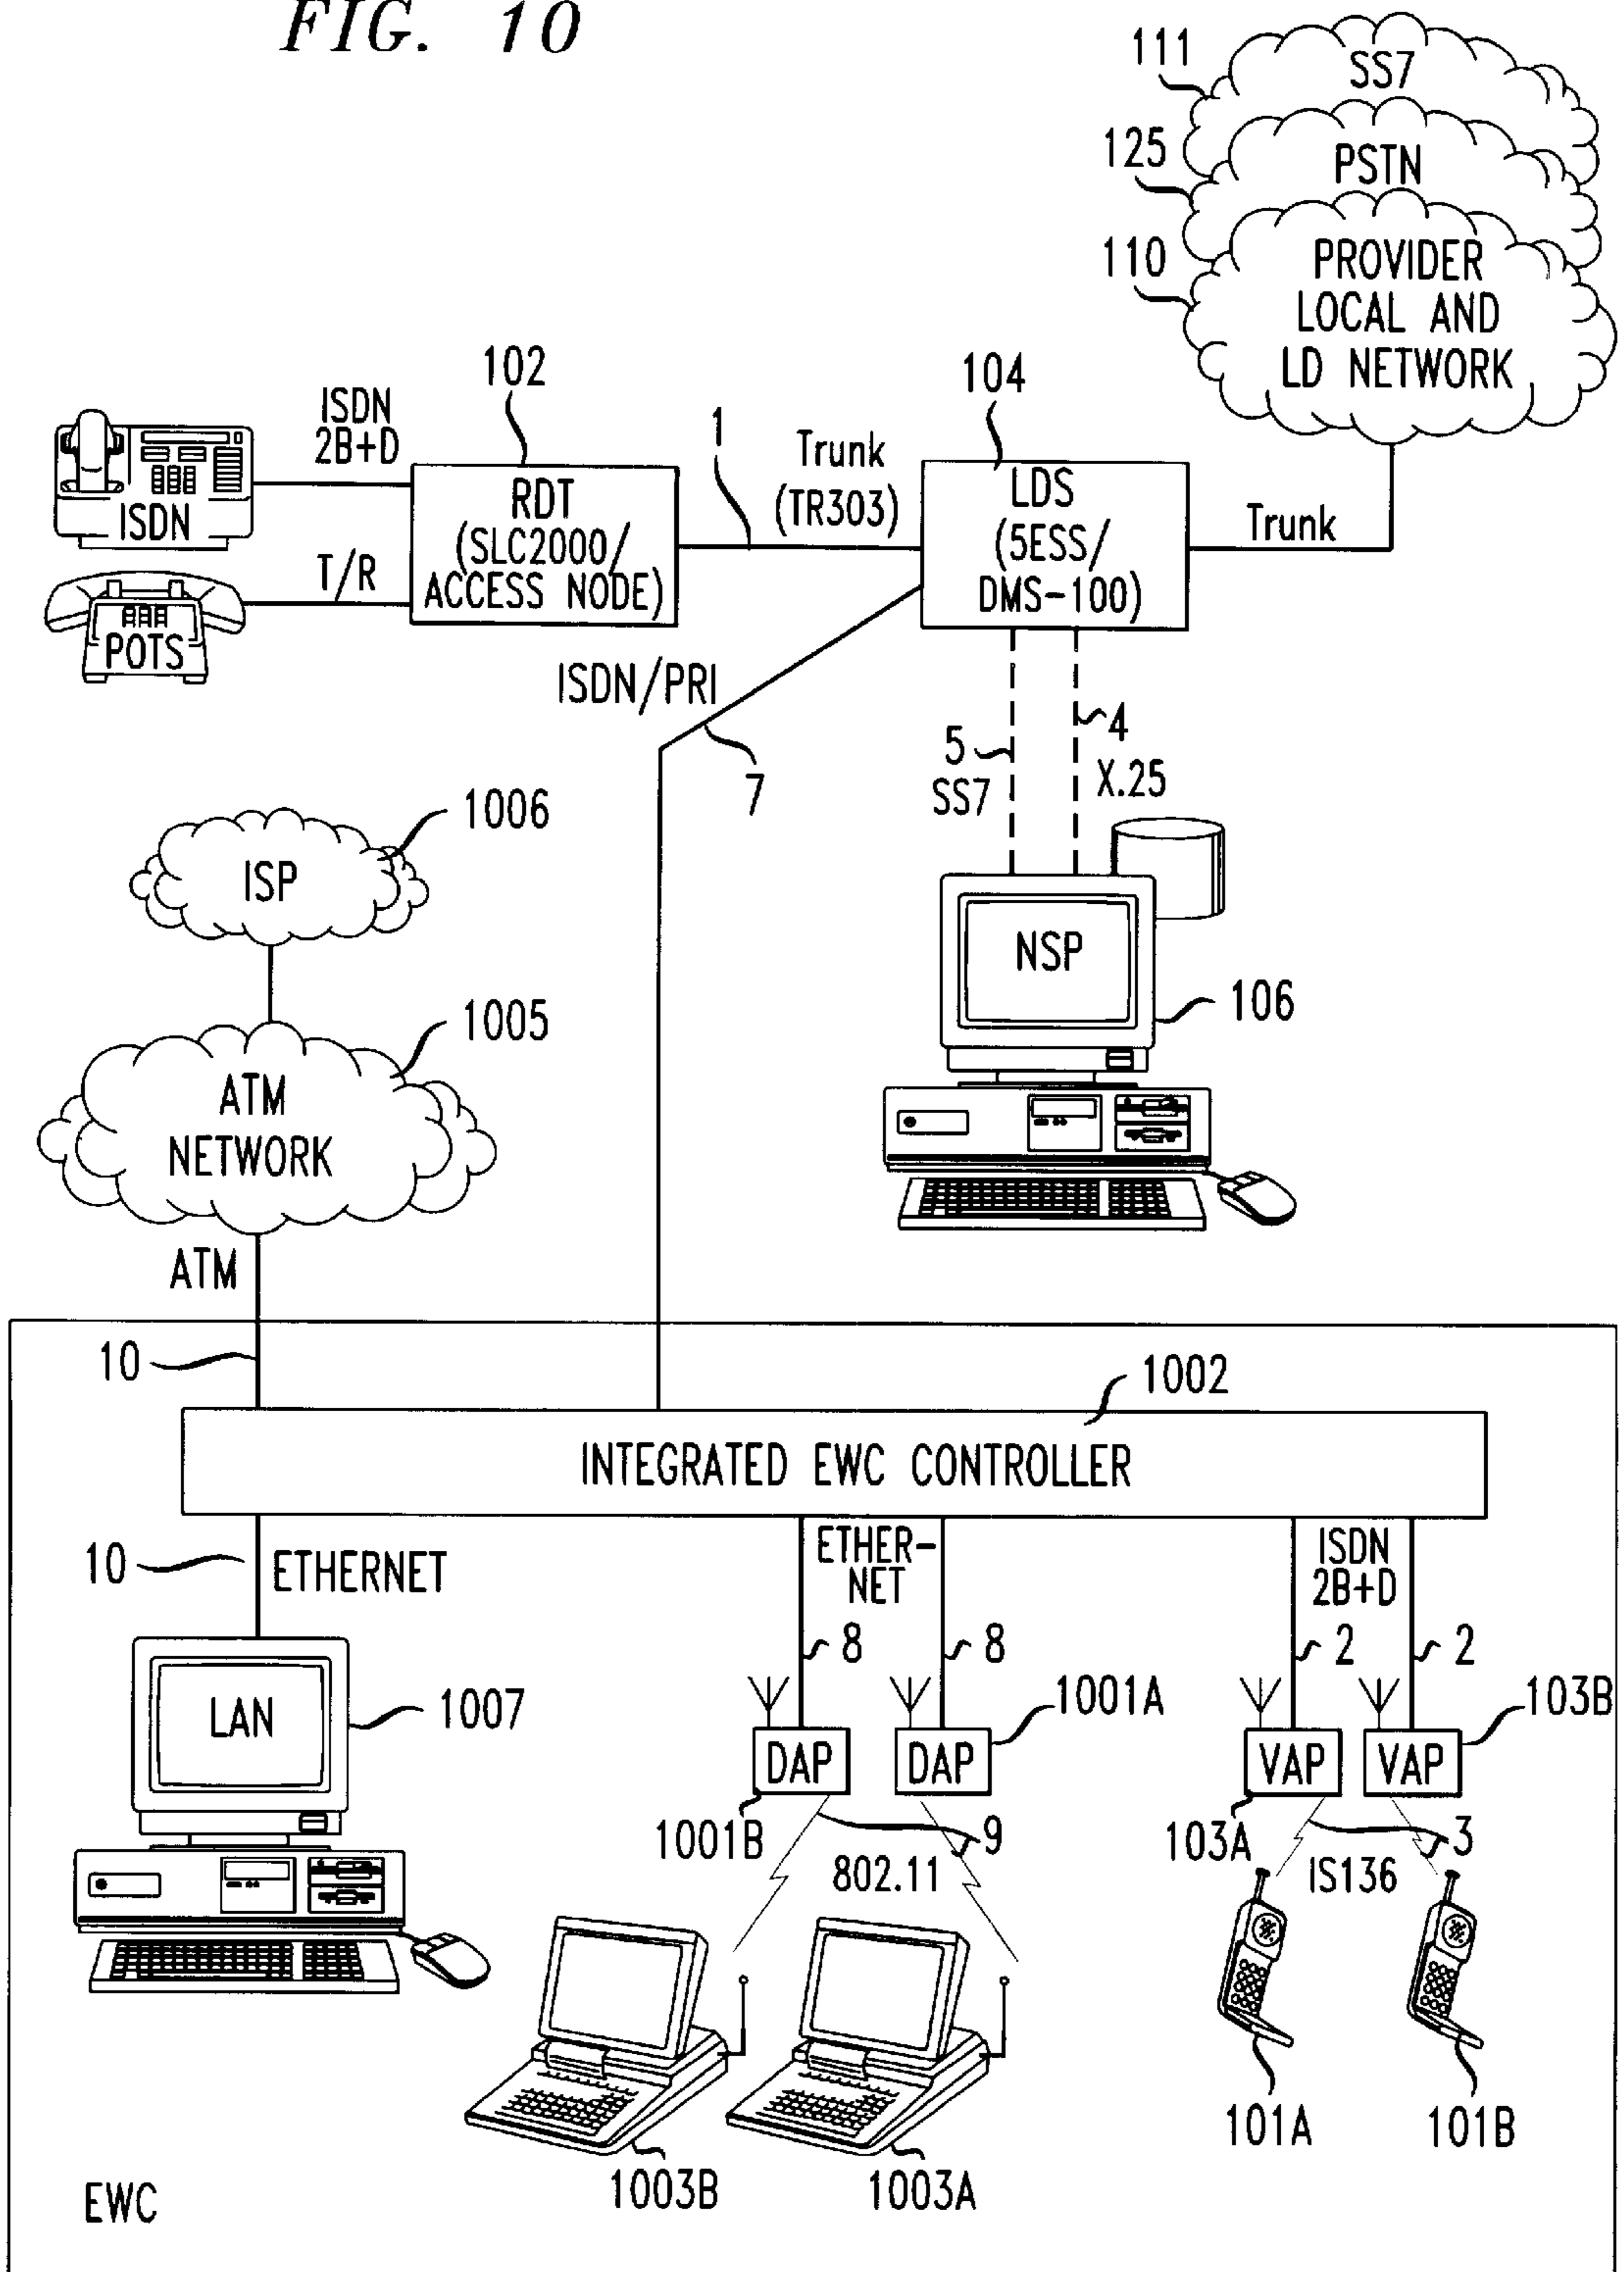 FIG. 10
111
SS7
125
PSTN
110
PROVIDER
LOCAL AND
LD NETWORK
102
104
ISDN
2B+D
1
Trunk
(TR303)
ISDN
RDT
(SLC2000/
ACCESS NODE)
LDS
(5ESS/
DMS-100)
Trunk
T/R
POTS
ISDN/PRI
7
5
SS7
4
X.25
1006
ISP
NSP
106
1005
ATM
NETWORK
ATM
10
1002
INTEGRATED EWC CONTROLLER
10
ETHERNET
ETHER-
NET
ISDN
2B+D
8
8
2
2
LAN
1007
1001A
103B
DAP
DAP
VAP
VAP
1001B
9
103A
3
802.11
IS136
101A
101B
1003B
1003A
EWC